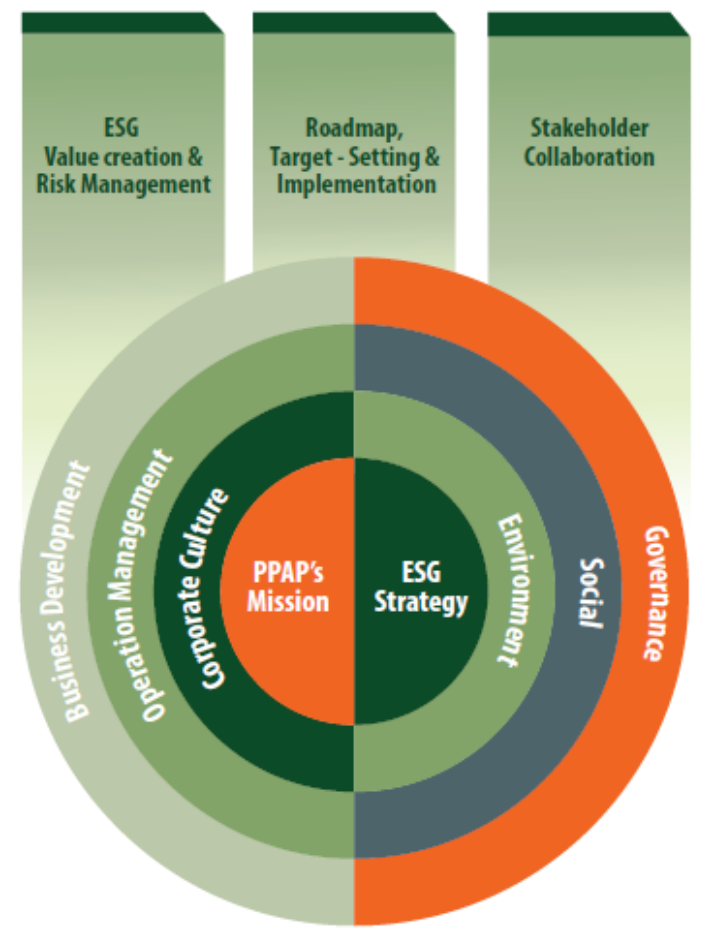 ESG
Value creation &
Risk Management
Roadmap,
Target - Setting &
Implementation
Stakeholder
Collaboration
Business Development
Operation Management
Corporate Culture
PPAP's
Mission
ESG
Strategy
Environment
Social
Governance